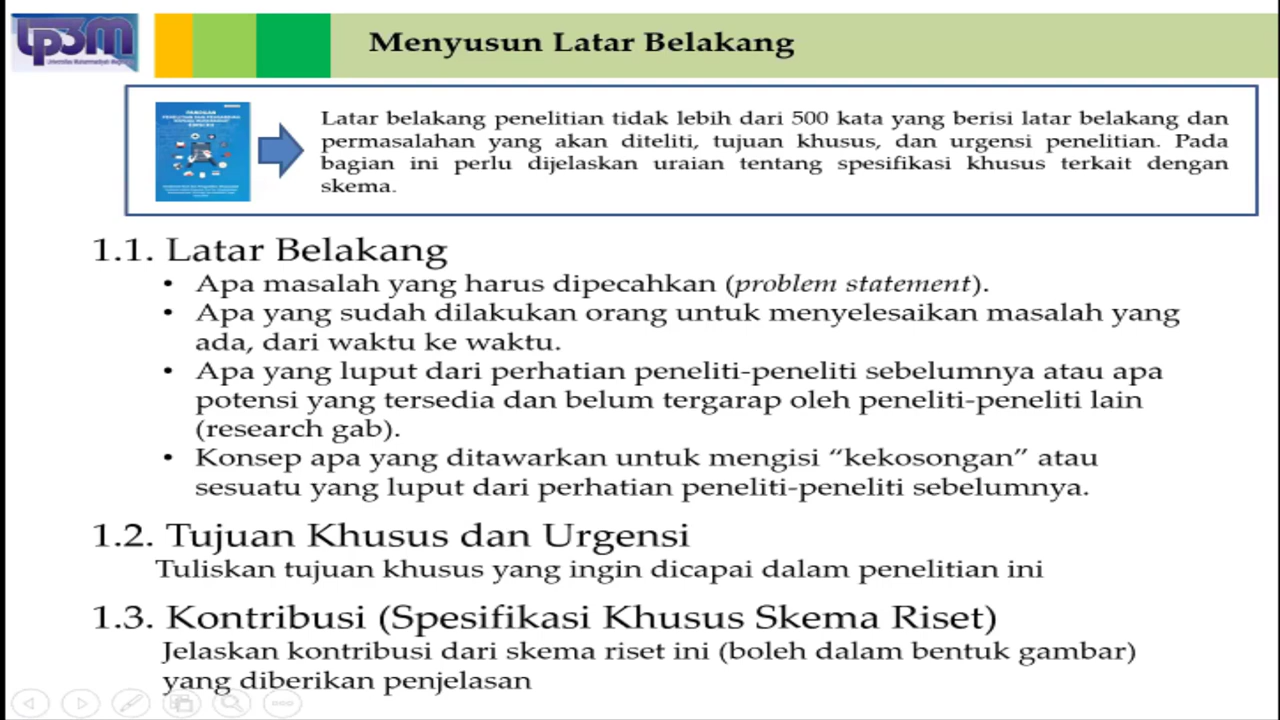 LP3M
Menyusun Latar Belakang
PANDUAN
Latar belakang penelitian tidak lebih dari 500 kata yang berisi latar belakang dan
permasalahan yang akan diteliti, tujuan khusus, dan urgensi penelitian. Pada
bagian ini perlu dijelaskan uraian tentang spesifikasi khusus terkait dengan
skema.
1.1. Latar Belakang
• Apa masalah yang harus dipecahkan (problem statement).
• Apa yang sudah dilakukan orang untuk menyelesaikan masalah yang
ada, dari waktu ke waktu.
• Apa yang luput dari perhatian peneliti-peneliti sebelumnya atau apa
potensi yang tersedia dan belum tergarap oleh peneliti-peneliti lain
(research gab).
• Konsep apa yang ditawarkan untuk mengisi “kekosongan” atau
sesuatu yang luput dari perhatian peneliti-peneliti sebelumnya.
1.2. Tujuan Khusus dan Urgensi
Tuliskan tujuan khusus yang ingin dicapai dalam penelitian ini
1.3. Kontribusi (Spesifikasi Khusus Skema Riset)
Jelaskan kontribusi dari skema riset ini (boleh dalam bentuk gambar)
yang diberikan penjelasan